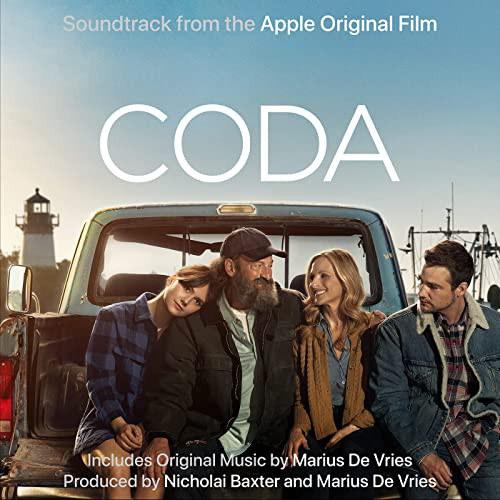 Soundtrack from the Apple Original Film
CODA
Includes Original Music by Marius De Vries
Produced by Nicholai Baxter and Marius De Vries